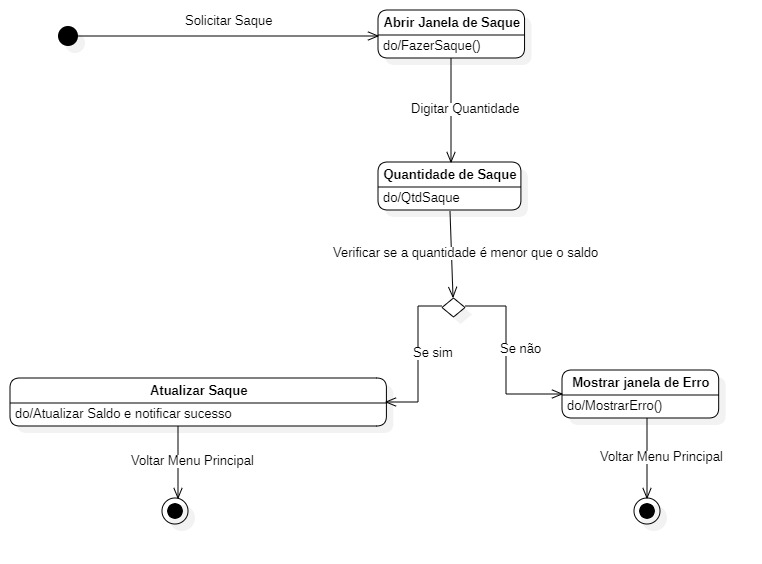 Solicitar Saque
Abrir Janela de Saque
do/FazerSaque()
Digitar Quantidade
Quantidade de Saque
do/QtdSaque
Verificar se a quantidade é menor que o saldo
Se sim
Se não
Atualizar Saque
do/Atualizar Saldo e notificar sucesso
Mostrar janela de Erro
do/MostrarErro()
Voltar Menu Principal
Voltar Menu Principal